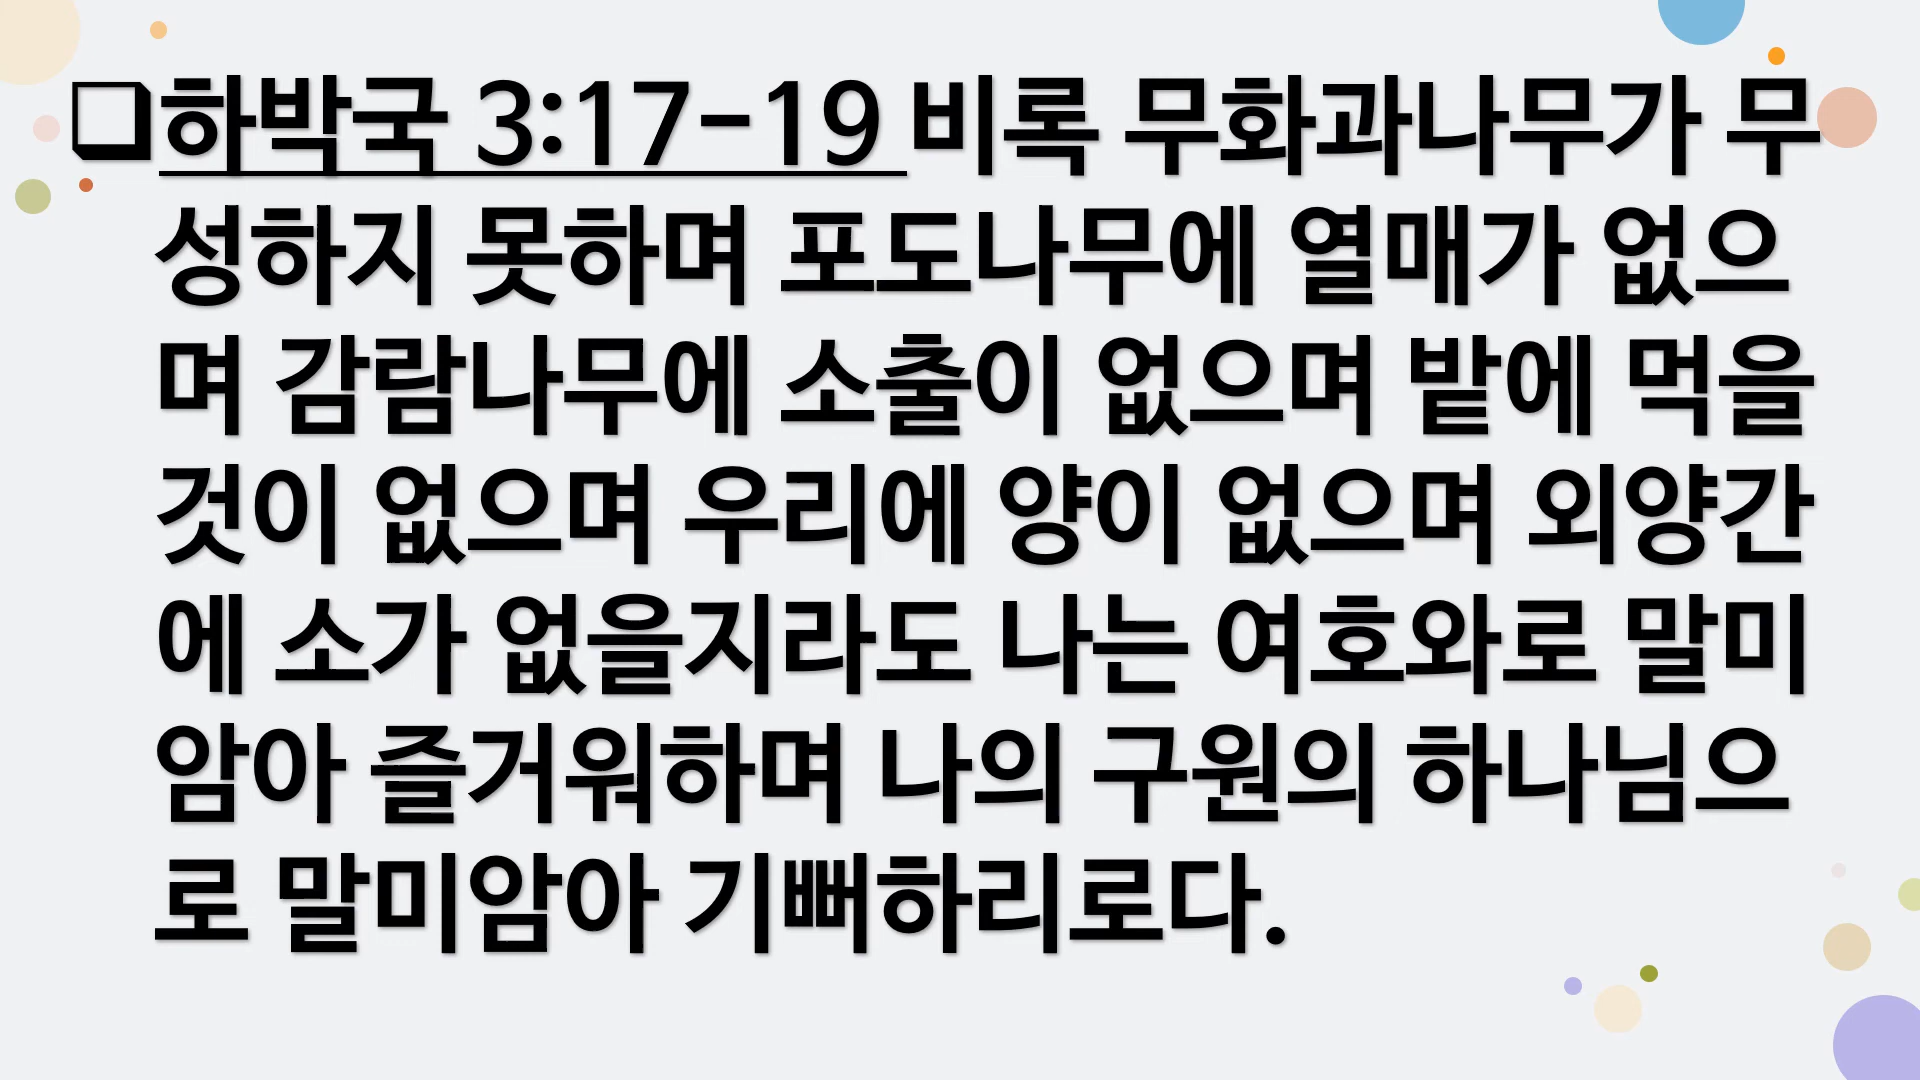 ❑하박국 3:17-19 비록 무화과나무가 무
성하지 못하며 포도나무에 열매가 없으
며 감람나무에 소출이 없으며 밭에 먹을
것이 없으며 우리에 양이 없으며 외양간
에 소가 없을지라도 나는 여호와로 말미
암아 즐거워하며 나의 구원의 하나님으
로 말미암아 기뻐하리로다.